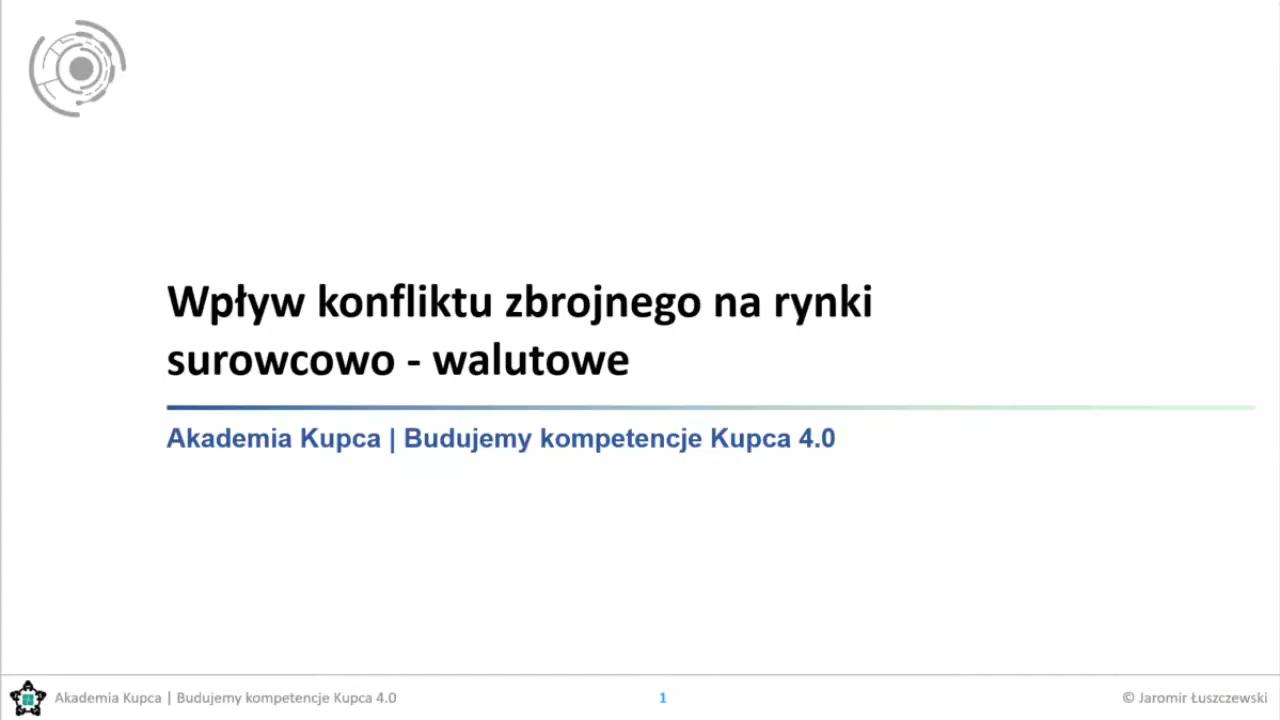 Wpływ konfliktu zbrojnego na rynki
surowcowo - walutowe
Akademia Kupca | Budujemy kompetencje Kupca 4.0
Akademia Kupca | Budujemy kompetencje Kupca 4.0
1
© Jaromir Łuszczewski